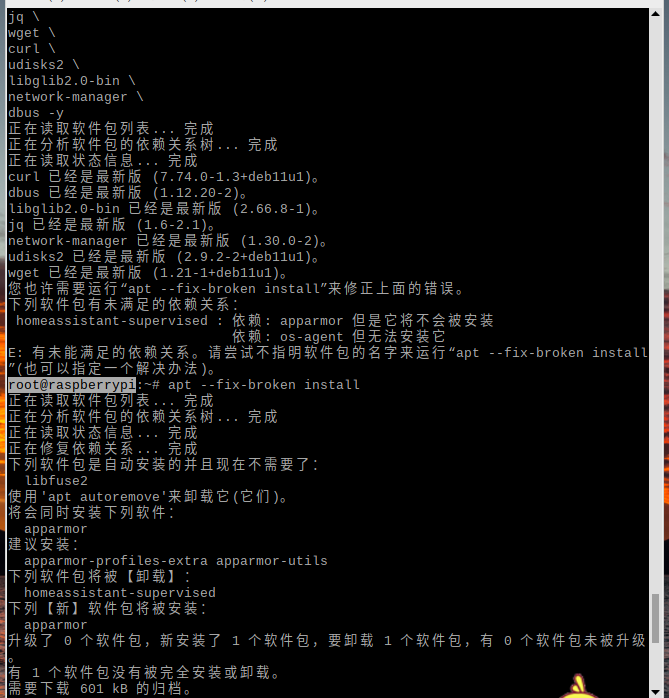 jq \
wget \
curl \
udisks2 \
libglib2.0-bin \
network-manager \
dbus -y
正在读取软件包列表... 完成
正在分析软件包的依赖关系树... 完成
正在读取状态信息... 完成
curl 已经是最新版 (7.74.0-1.3+deb11u1)。
dbus 已经是最新版 (1.12.20-2)。
libglib2.0-bin 已经是最新版 (2.66.8-1)。
jq 已经是最新版 (1.6-2.1)。
network-manager 已经是最新版 (1.30.0-2)。
udisks2 已经是最新版 (2.9.2-2+deb11u1)。
wget 已经是最新版 (1.21-1+deb11u1)。
您也许需要运行“apt --fix-broken install”来修正上面的错误。
下列软件包有未满足的依赖关系：
homeassistant-supervised : 依赖: apparmor 但是它将不会被安装
依赖: os-agent 但无法安装它
E: 有未能满足的依赖关系。请尝试不指明软件包的名字来运行“apt --fix-broken install
”(也可以指定一个解决办法)。
root@raspberrypi:~# apt --fix-broken install
正在读取软件包列表... 完成
正在分析软件包的依赖关系树... 完成
正在读取状态信息... 完成
正在修复依赖关系... 完成
下列软件包是自动安装的并且现在不需要了：
libfuse2
使用'apt autoremove'来卸载它(它们)。
将会同时安装下列软件：
apparmor
建议安装：
apparmor-profiles-extra apparmor-utils
下列软件包将被【卸载】：
homeassistant-supervised
下列【新】软件包将被安装：
apparmor
升级了 0 个软件包，新安装了 1 个软件包，要卸载 1 个软件包，有 0 个软件包未被升级
。
有 1 个软件包没有被完全安装或卸载。
需要下载 601 kB 的归档。